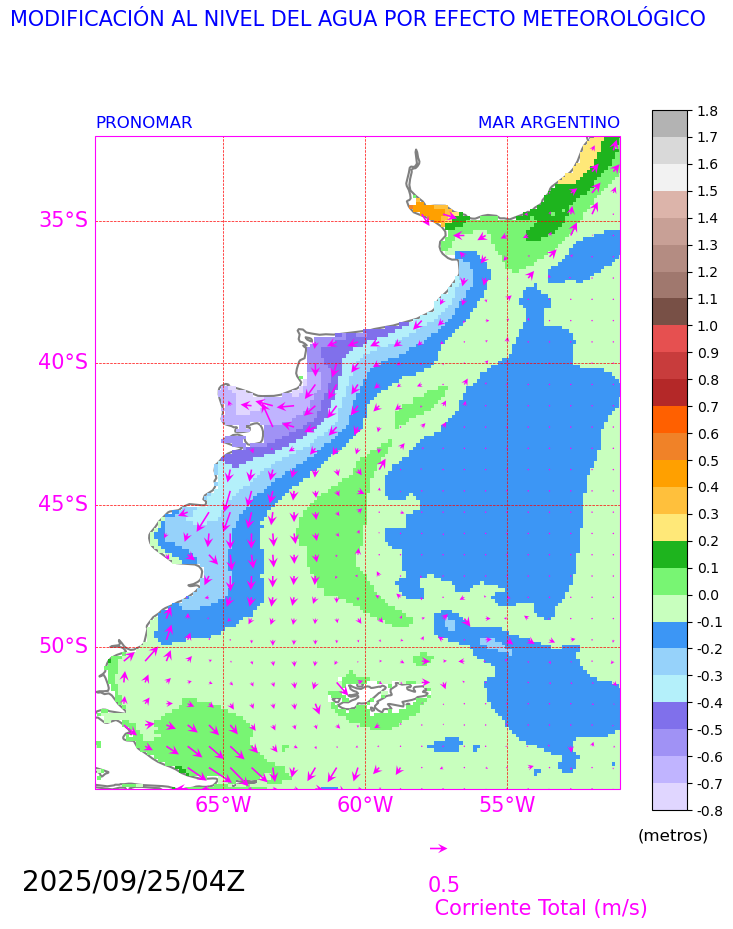 MODIFICACIÓN AL NIVEL DEL AGUA POR EFECTO METEOROLÓGICO
PRONOMAR MAR ARGENTINO
35°S
40°S
45°S
50°S
65°W 60°W 55°W
1.8
1.7
1.6
1.5
1.4
1.3
1.2
1.1
1.0
0.9
0.8
0.7
0.6
0.5
0.4
0.3
0.2
0.1
0.0
-0.1
-0.2
-0.3
-0.4
-0.5
-0.6
-0.7
-0.8
(metros)
2025/09/25/04Z
0.5
Corriente Total (m/s)